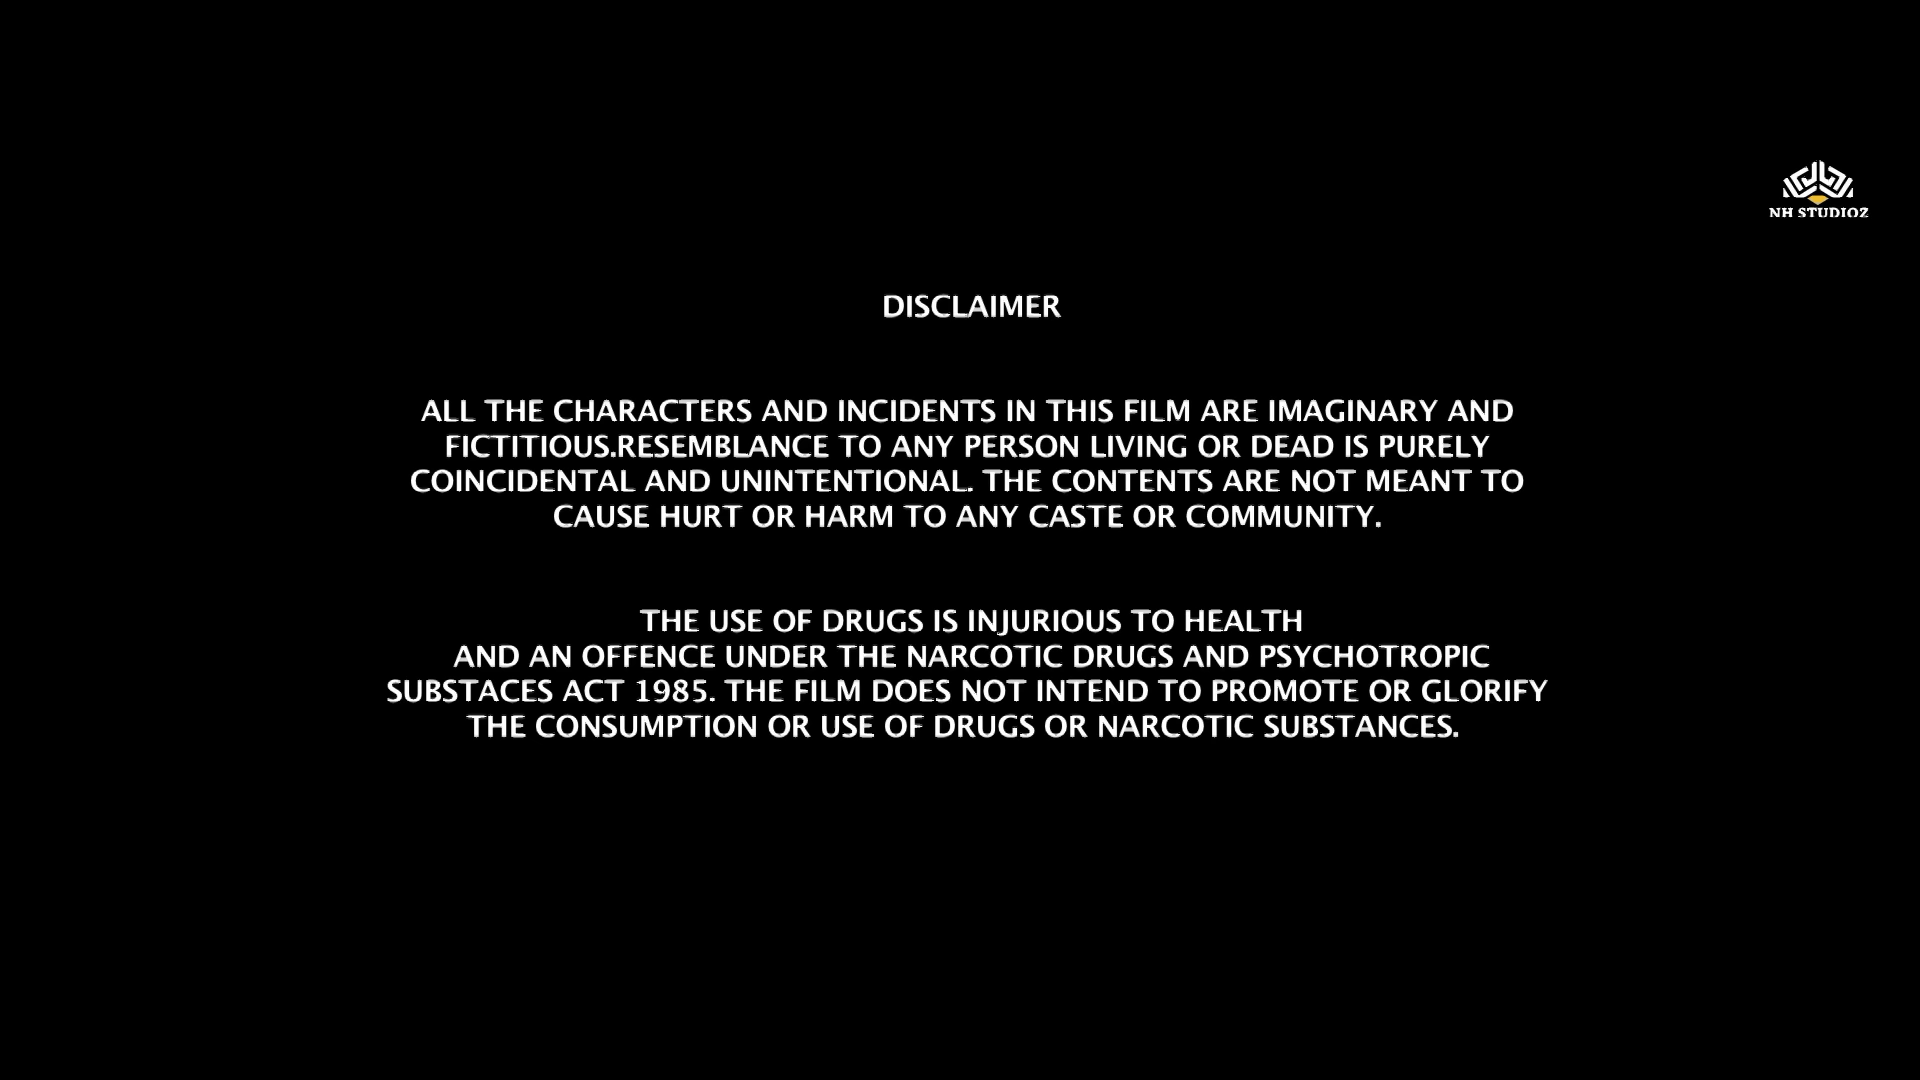 NH STUDIOZ
DISCLAIMER
ALL THE CHARACTERS AND INCIDENTS IN THIS FILM ARE IMAGINARY AND
FICTITIOUS.RESEMBLANCE TO ANY PERSON LIVING OR DEAD IS PURELY
COINCIDENTAL AND UNINTENTIONAL. THE CONTENTS ARE NOT MEANT TO
CAUSE HURT OR HARM TO ANY CASTE OR COMMUNITY.
THE USE OF DRUGS IS INJURIOUS TO HEALTH
AND AN OFFENCE UNDER THE NARCOTIC DRUGS AND PSYCHOTROPIC
SUBSTACES ACT 1985. THE FILM DOES NOT INTEND TO PROMOTE OR GLORIFY
THE CONSUMPTION OR USE OF DRUGS OR NARCOTIC SUBSTANCES.